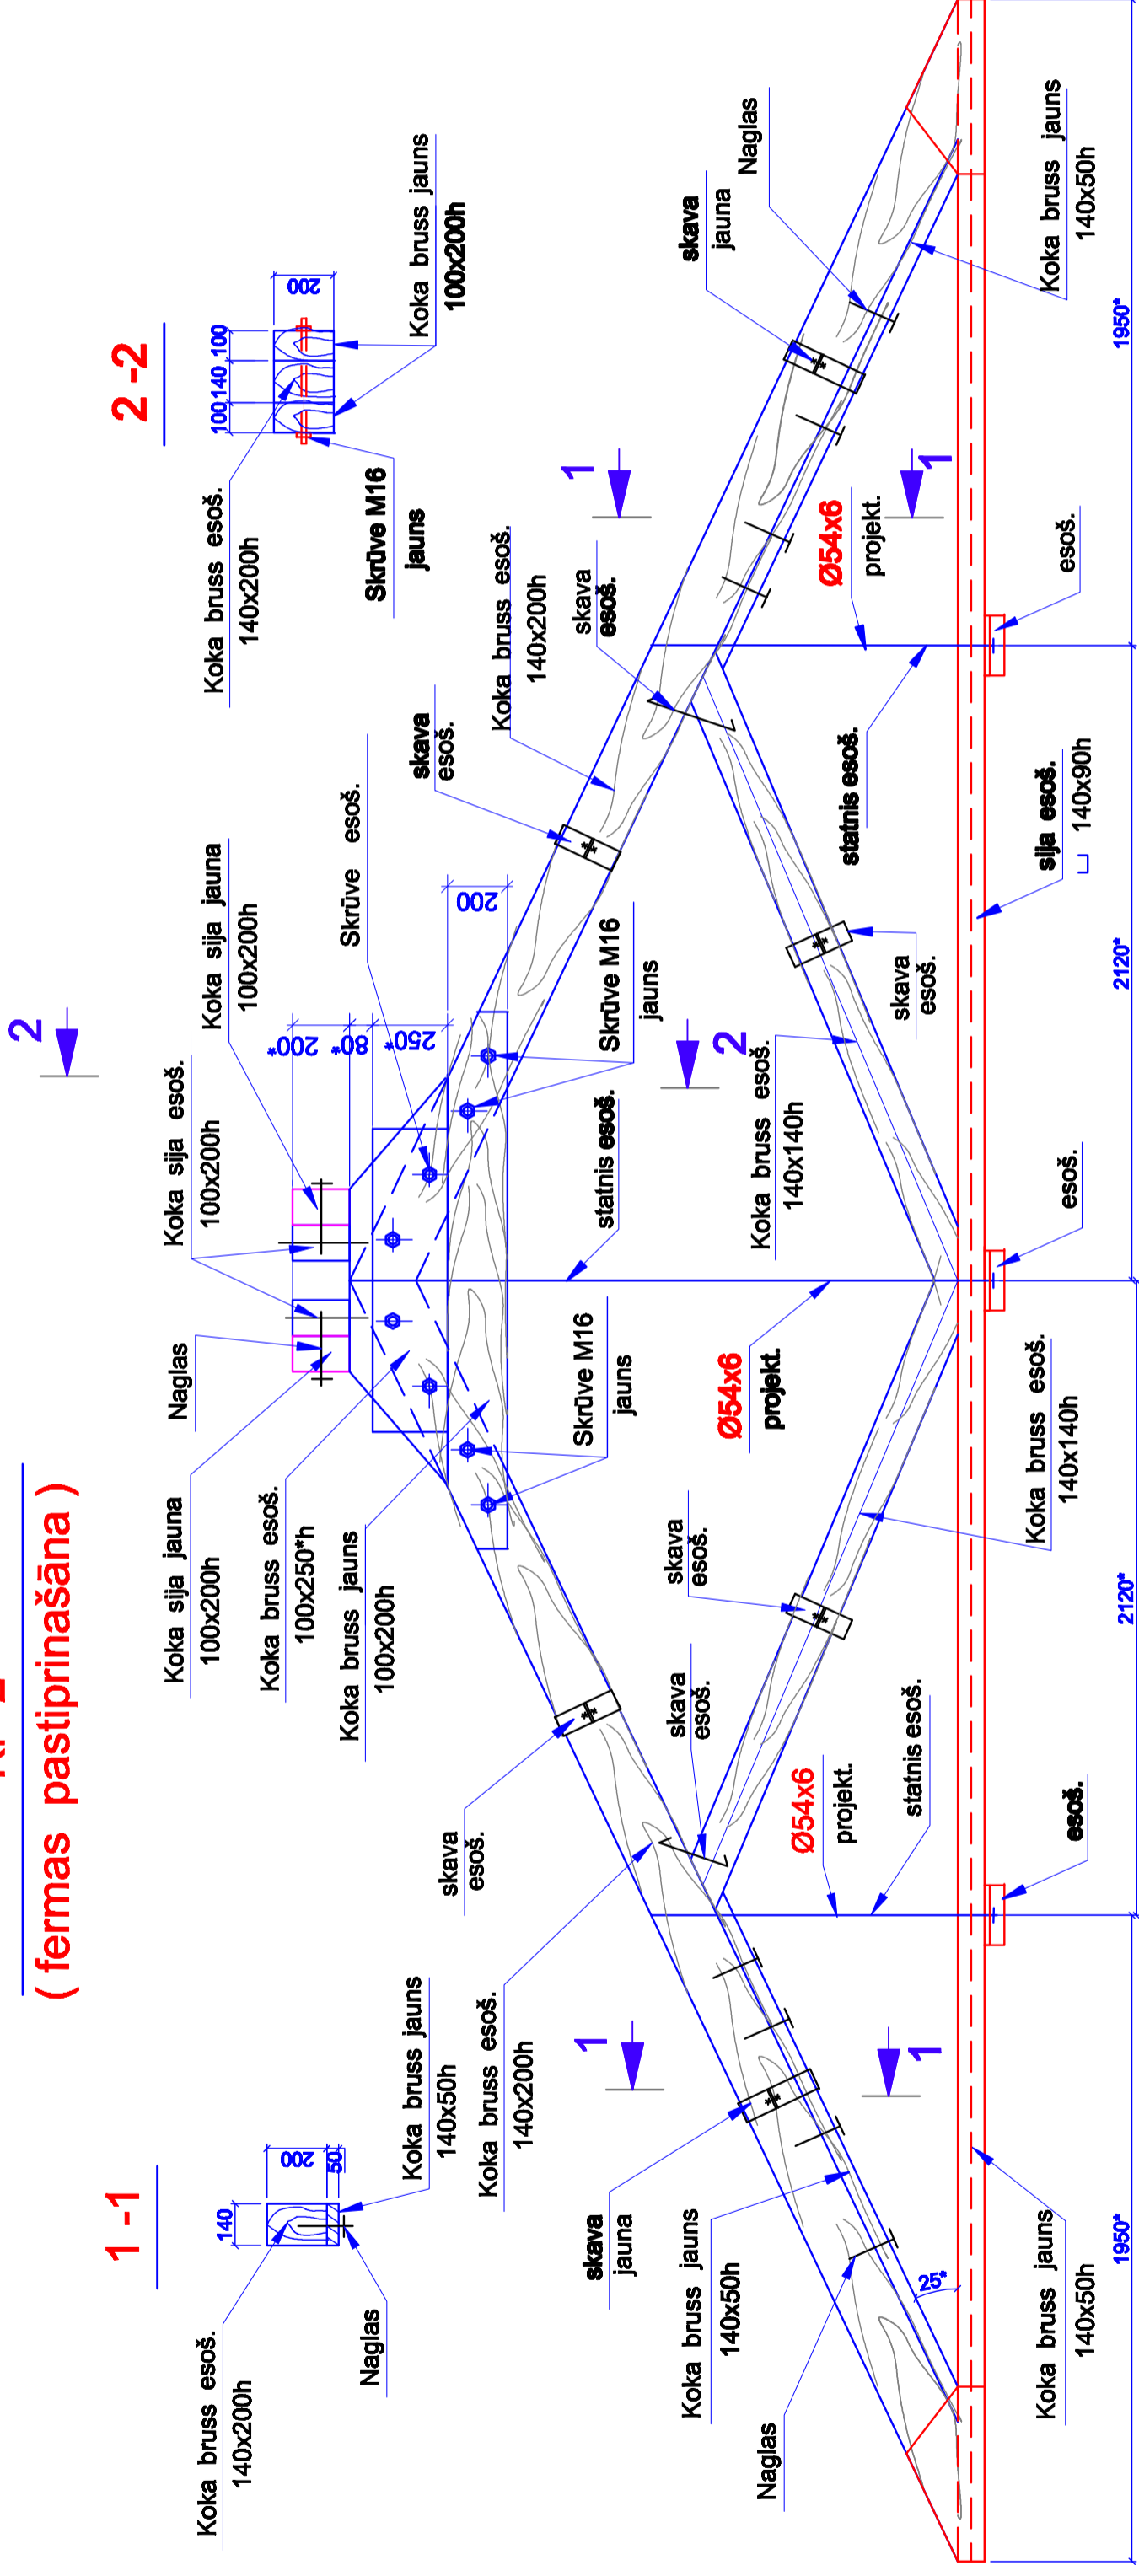 ( fermas pastiprinašāna )
1 -1
Koka bruss esoš.
140x200h
140
200
50
Naglas
Koka bruss jauns
140x50h
2 -2
Koka bruss esoš.
140x200h
100
140
100
200
Skrūve M16
jauns
Koka bruss jauns
100x200h
2
Koka sija jauna
100x200h
Naglas
Koka sija esoš.
100x200h
Koka sija jauna
100x200h
Koka bruss esoš.
100x250*h
Koka bruss jauns
100x200h
200*
80*
250*
200
Skrūve esoš.
skava
esoš.
Koka bruss esoš.
140x200h
skava
esoš.
1
skava
jauna
Naglas
skava
esoš.
Koka bruss esoš.
140x200h
1
Skrūve M16
jauns
Skrūve M16
jauns
statnis esoš.
2
skava
jauna
Koka bruss jauns
140x50h
Naglas
25*
1
skava
esoš.
skava
esoš.
Ø54x6
projekt.
statnis esoš.
Ø54x6
projekt.
Koka bruss esoš.
140x140h
Koka bruss esoš.
140x140h
skava
esoš.
statnis esoš.
Ø54x6
projekt.
1
Koka bruss jauns
140x50h
Koka bruss jauns
140x50h
esoš.
esoš.
sija esoš.
140x90h
esoš.
1950*
2120*
2120*
1950*